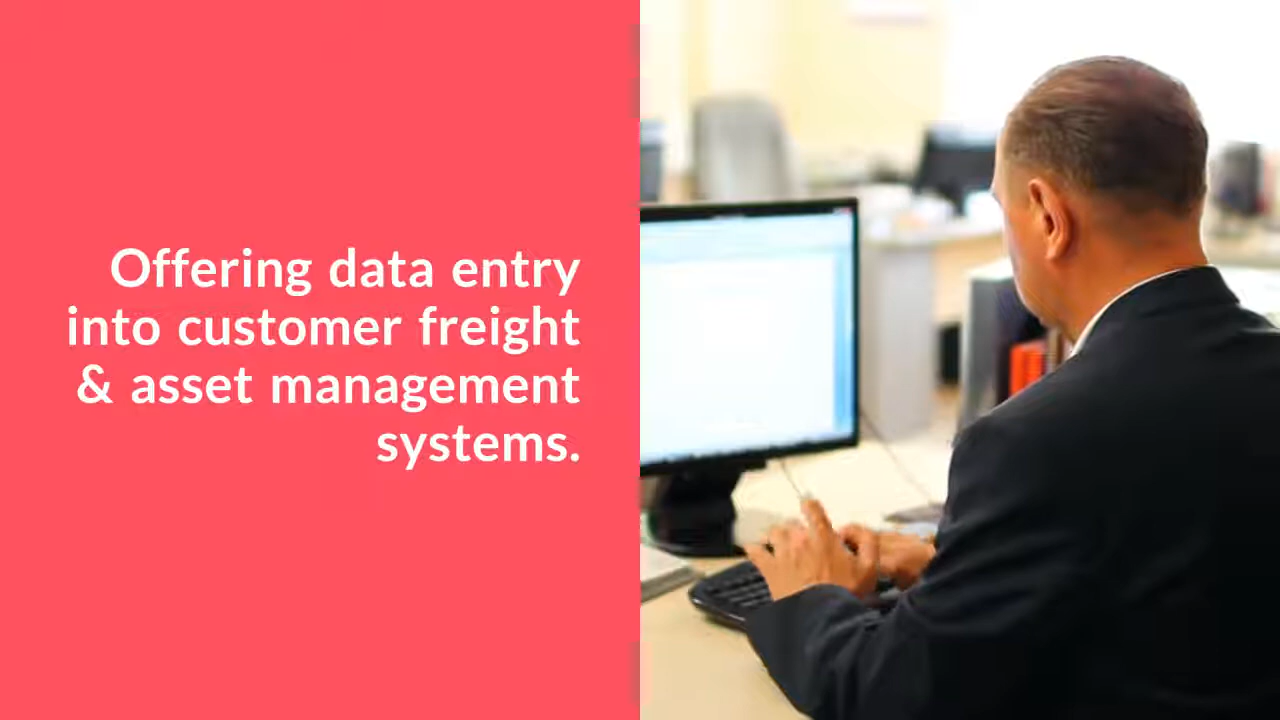 Offering data entry
into customer freight
& asset management
systems.